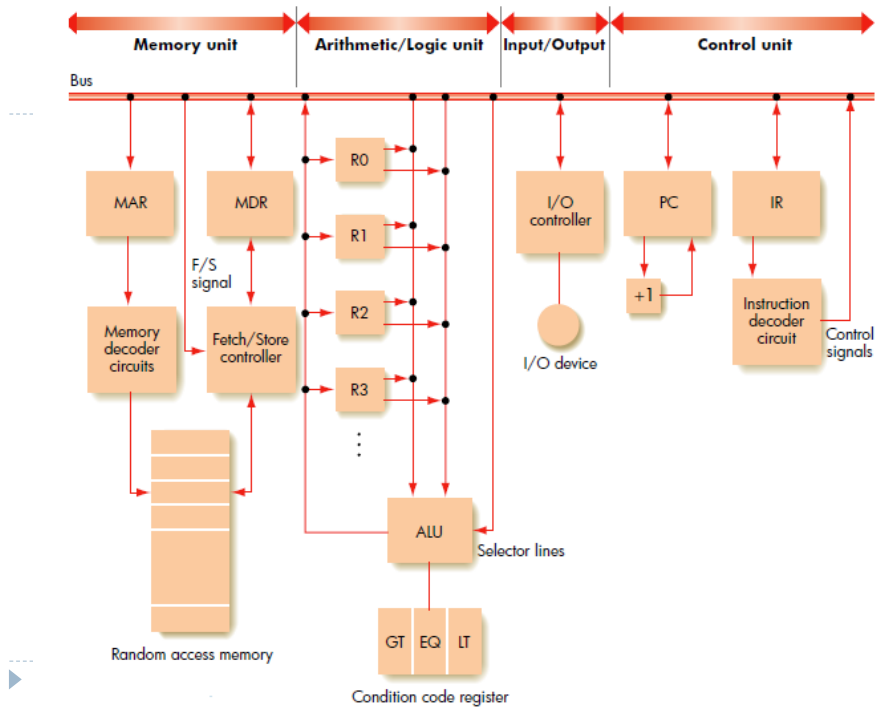 Memory unit
Arithmetic/Logic unit
Input/Output
Control unit
Bus
MAR
MDR
R0
R1
R2
R3
I/O
controller
PC
IR
F/S
signal
+1
Memory
decoder
circuits
Fetch/Store
controller
I/O device
Instruction
decoder
circuit
Control
signals
ALU
Selector lines
GT
EQ
LT
Random access memory
Condition code register